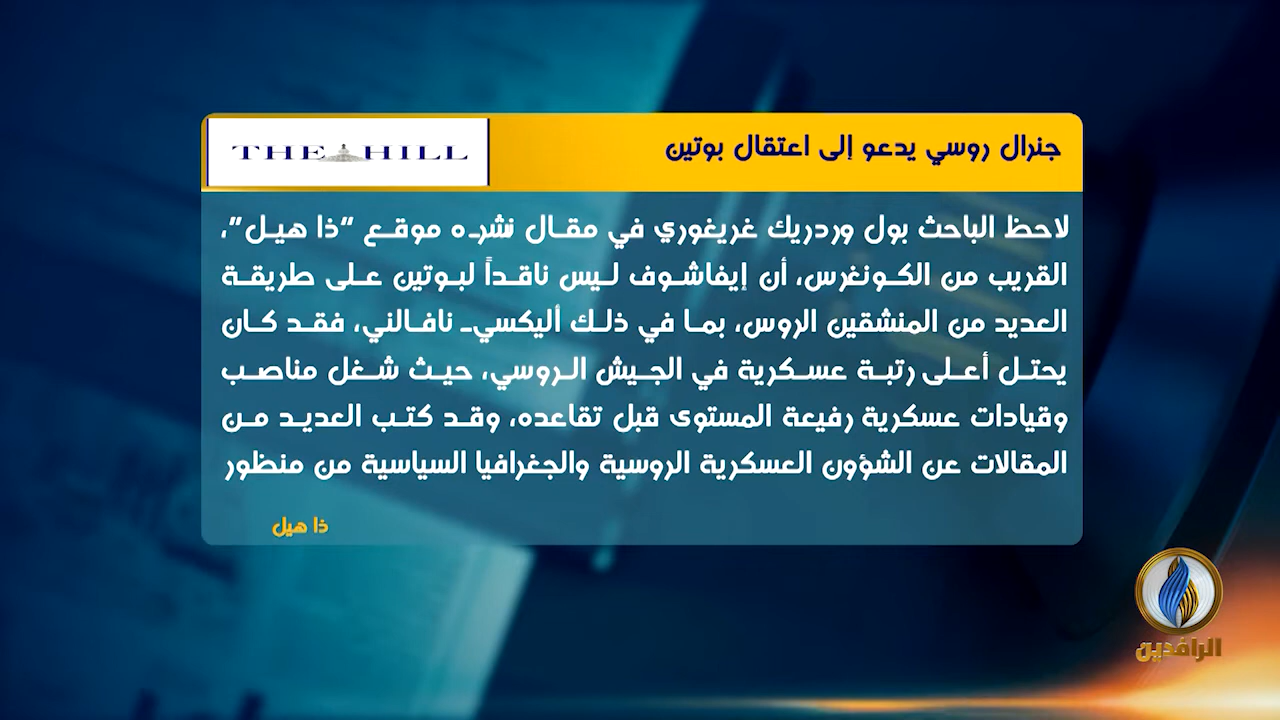 جنرال روسي يدعو إلى اعتقال بوتين
THE HILL
لاحظ الباحث بول وردريك غريغوري في مقال نشره موقع “ذا هيل”،
القريب من الكونغرس، أن إيفاشوف ليس ناقداً لبوتين على طريقة
العديد من المنشقين الروس، بما في ذلك أليكسي نافالني، فقد كان
يحتل أعلى رتبة عسكرية في الجيش الروسي، حيث شغل مناصب
وقيادات عسكرية رفيعة المستوى قبل تقاعده، وقد كتب العديد من
المقالات عن الشؤون العسكرية الروسية والجغرافيا السياسية من منظور
ذا هيل
الرافدين